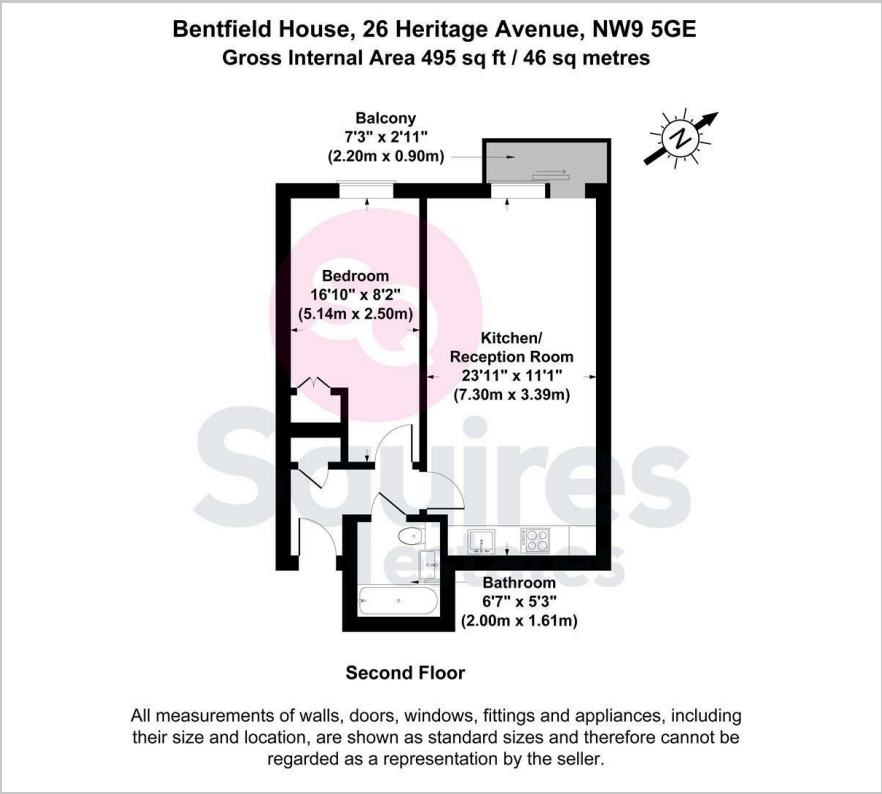 Bentfield House, 26 Heritage Avenue, NW9 5GE
Gross Internal Area 495 sq ft / 46 sq metres
Balcony
7'3" x 2'11"
(2.20m x 0.90m)
N
SQ
Bedroom
16'10" x 8'2"
(5.14m x 2.50m)
Kitchen/
Reception Room
23'11" x 11'1"
(7.30m x 3.39m)
Squires
estates
Bathroom
6'7" x 5'3"
(2.00m x 1.61m)
Second Floor
All measurements of walls, doors, windows, fittings and appliances, including
their size and location, are shown as standard sizes and therefore cannot be
regarded as a representation by the seller.